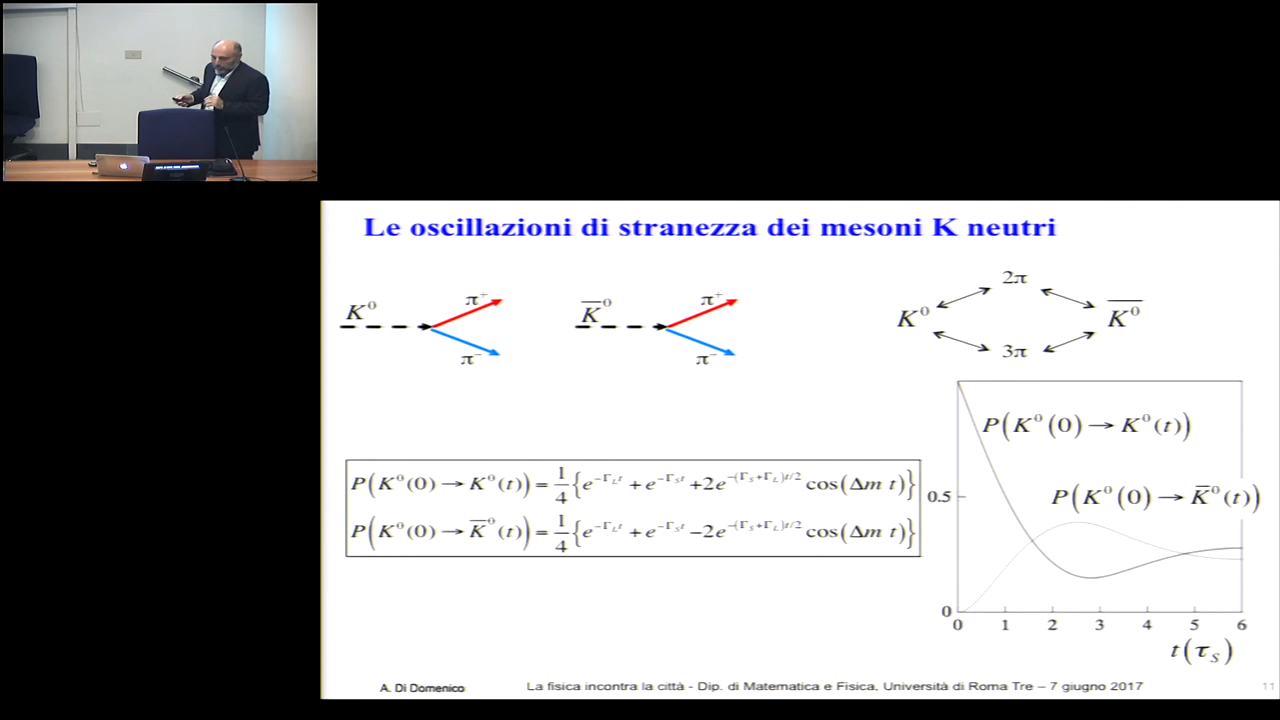 Le oscillazioni di stranezza dei mesoni K neutri
K⁰ π⁺ π⁻
K̅⁰ π⁺ π⁻
2π
K⁰ K̅⁰
3π
P(K⁰(0) → K⁰(t)) = 1/4 {e^{-Γ_L t} + e^{-Γ_S t} +2e^{-(Γ_S+Γ_L)t/2} cos(Δm t)}
P(K⁰(0) → K̅⁰(t)) = 1/4 {e^{-Γ_L t} + e^{-Γ_S t} −2e^{-(Γ_S+Γ_L)t/2} cos(Δm t)}
P(K⁰(0) → K⁰(t))
0.5
P(K⁰(0) → K̅⁰(t))
0
0 1 2 3 4 5 6
t(τ_S)
A. Di Domenico
La fisica incontra la città - Dip. di Matematica e Fisica, Università di Roma Tre – 7 giugno 2017
11